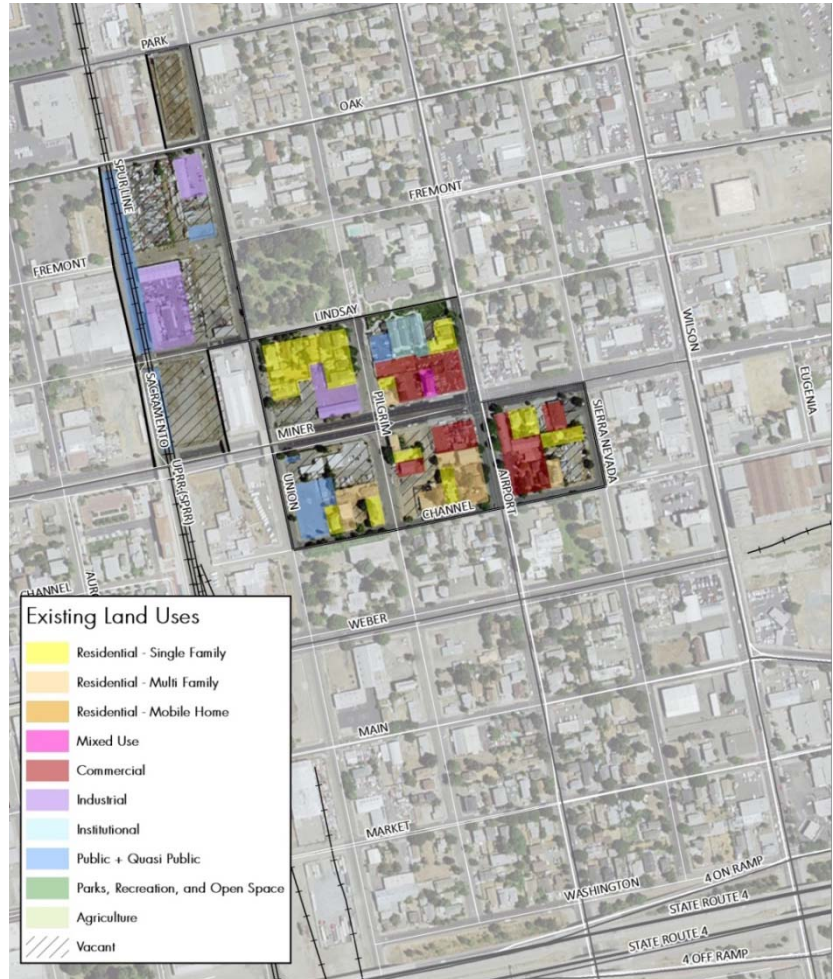 PARK
OAK
SPUR LINE
FREMONT
FREMONT
LINDSAY
WILSON
EUGENIA
SACRAMENTO
UPRR (SPRR)
MINER
PILGRIM
SIERRA NEVADA
UNION
AIRPORT
CHANNEL
CHANNEL
WEBER
MAIN
MARKET
WASHINGTON
4 ON RAMP
STATE ROUTE 4
STATE ROUTE 4
4 OFF RAMP
Existing Land Uses
Residential - Single Family
Residential - Multi Family
Residential - Mobile Home
Mixed Use
Commercial
Industrial
Institutional
Public + Quasi Public
Parks, Recreation, and Open Space
Agriculture
Vacant